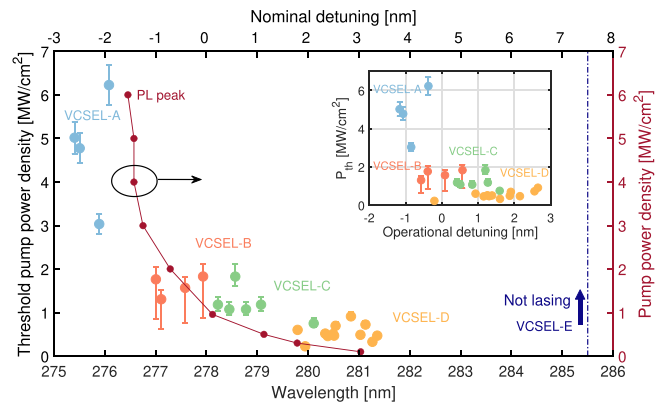 Nominal detuning [nm]
-3 -2 -1 0 1 2 3 4 5 6 7 8
Threshold pump power density [MW/cm²]
7
6
5
4
3
2
1
0
VCSEL-A
PL peak
VCSEL-B
VCSEL-C
VCSEL-D
Not lasing
VCSEL-E
P_th [MW/cm²]
6
4
2
0
VCSEL-A
VCSEL-B
VCSEL-C
VCSEL-D
-2 -1 0 1 2 3
Operational detuning [nm]
7
6
5
4
3
2
1
0
Pump power density [MW/cm²]
275 276 277 278 279 280 281 282 283 284 285 286
Wavelength [nm]